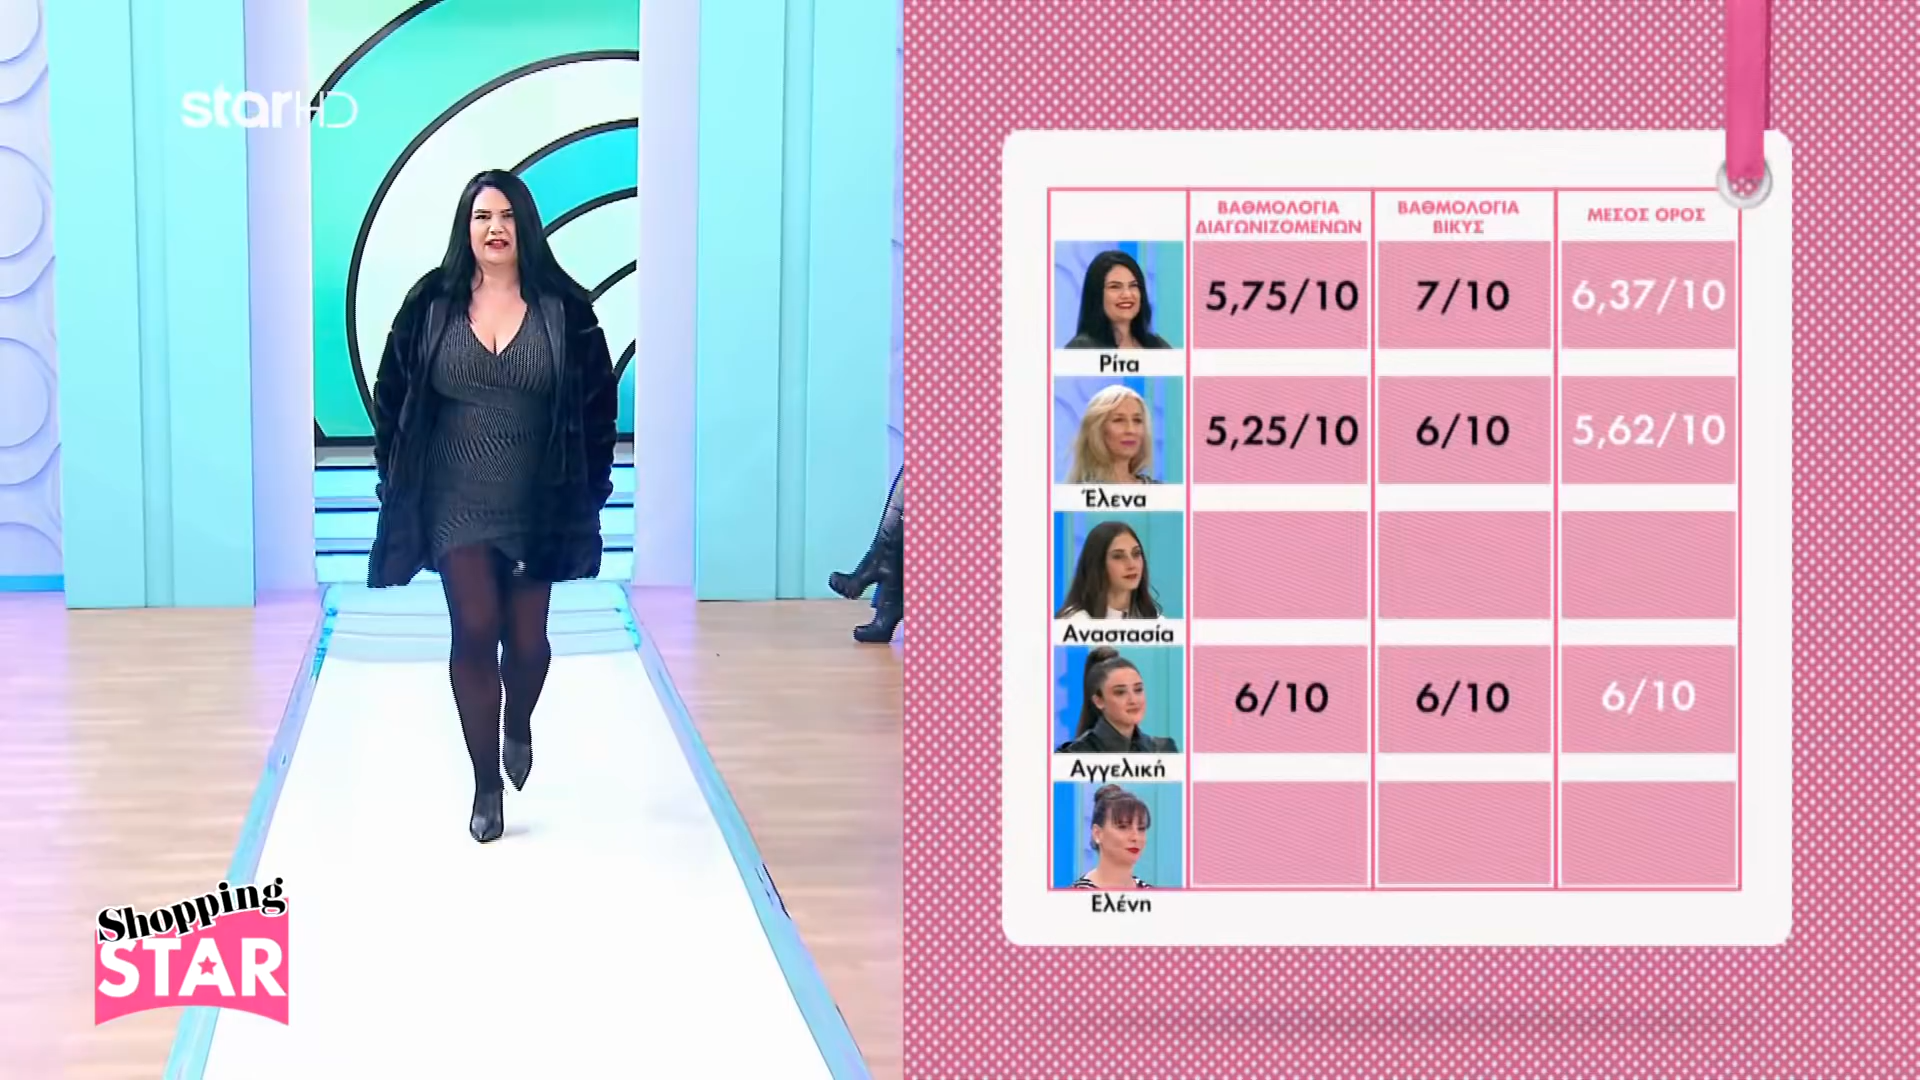 starHD
Shopping
STAR
ΒΑΘΜΟΛΟΓΙΑ
ΔΙΑΓΩΝΙΖΟΜΕΝΩΝ
ΒΑΘΜΟΛΟΓΙΑ
ΒΙΚΥΣ
ΜΕΣΟΣ ΟΡΟΣ
5,75/10
7/10
6,37/10
Ρίτα
5,25/10
6/10
5,62/10
Έλενα
Αναστασία
6/10
6/10
6/10
Αγγελική
Ελένη